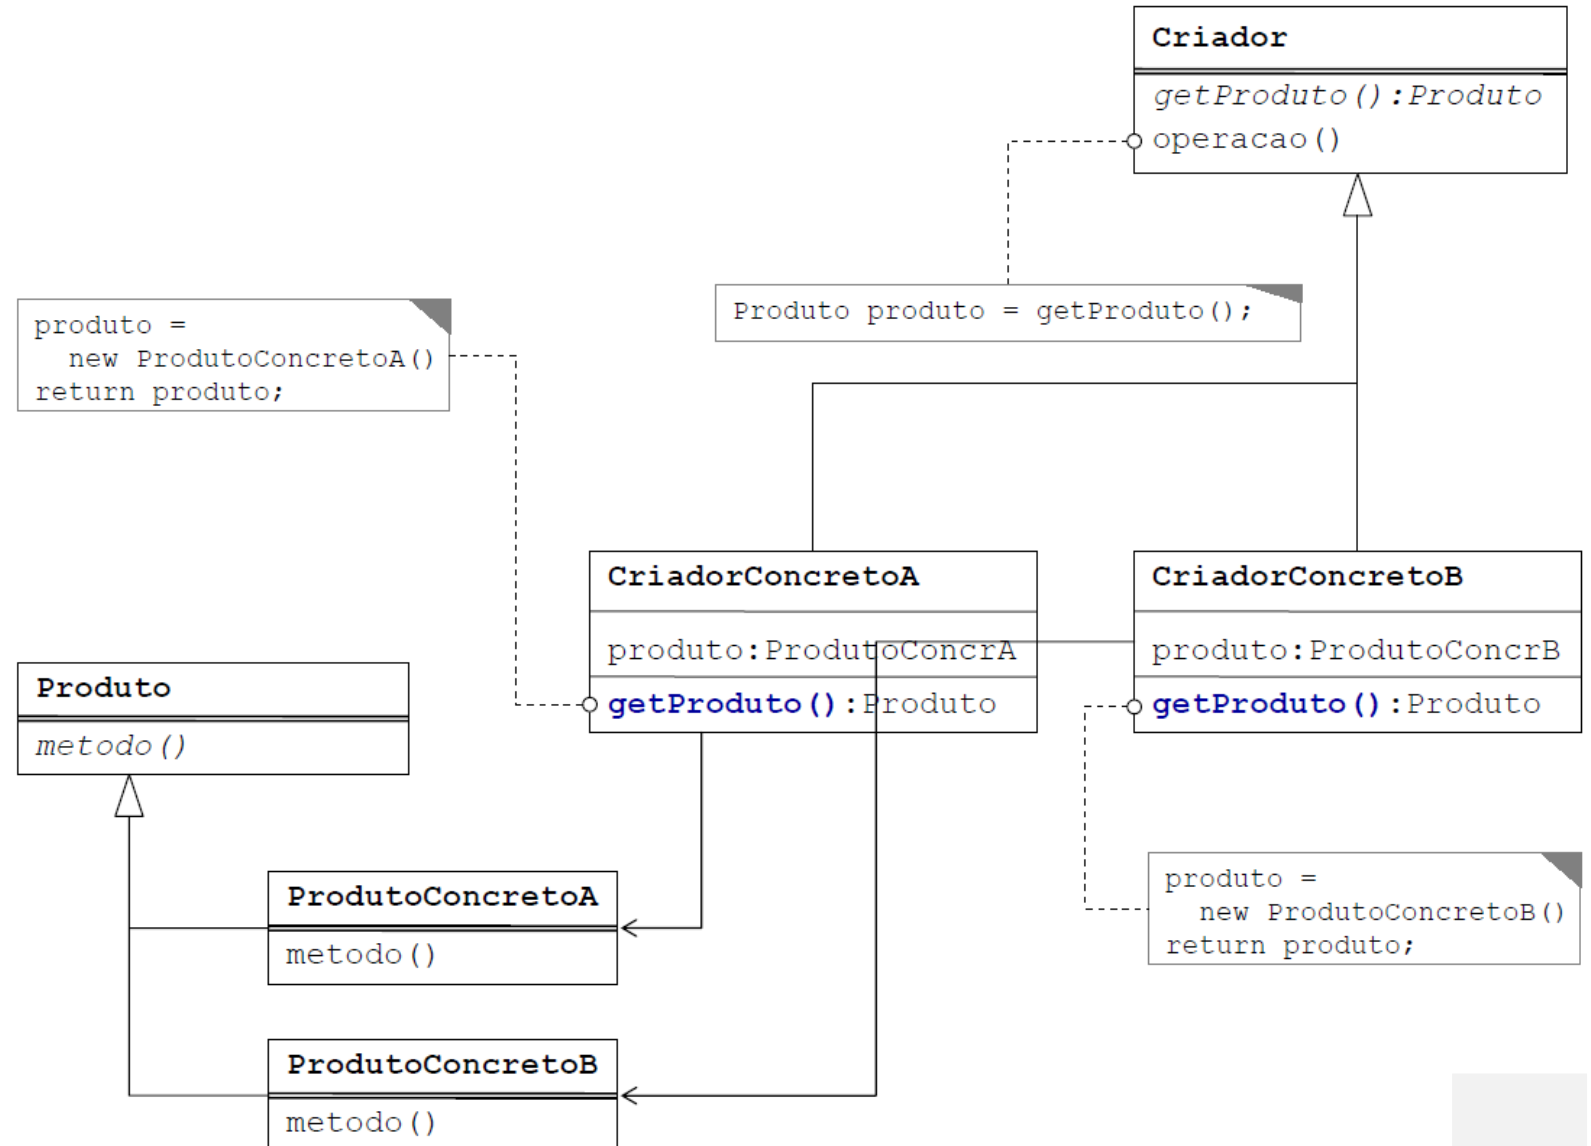 Criador
getProduto():Produto
operacao()
Produto produto = getProduto();
produto =
new ProdutoConcretoA()
return produto;
CriadorConcretoA
produto:ProdutoConcrA
getProduto():Produto
CriadorConcretoB
produto:ProdutoConcrB
getProduto():Produto
Produto
metodo()
ProdutoConcretoA
metodo()
produto =
new ProdutoConcretoB()
return produto;
ProdutoConcretoB
metodo()